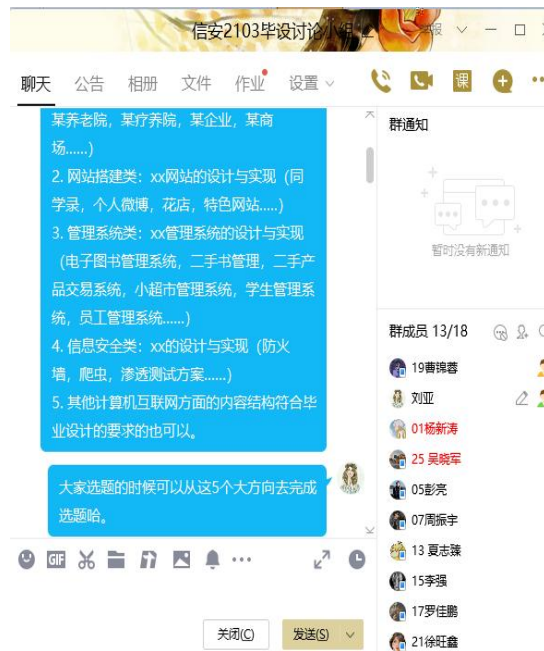 信安2103毕设讨论小组
聊天 公告 相册 文件 作业 设置
课
某养老院，某疗养院，某企业，某商
场......)
2. 网站搭建类：xx网站的设计与实现（同
学录，个人微博，花店，特色网站.....）
3. 管理系统类：xx管理系统的设计与实现
（电子图书管理系统，二手书管理，二手产
品交易系统，小超市管理系统，学生管理系
统，员工管理系统......）
4. 信息安全类：xx的设计与实现（防火
墙，爬虫，渗透测试方案......）
5. 其他计算机互联网方面的内容结构符合毕
业设计的要求的也可以。
大家选题的时候可以从这5个大方向去完成
选题哈。
GIF
关闭(C) 发送(S)
群通知
暂时没有新通知
群成员 13/18
19曹锦蓉
刘亚
01杨新涛
25 吴晓军
05彭亮
07周振宇
13 夏志臻
15李强
17罗佳鹏
21徐旺鑫